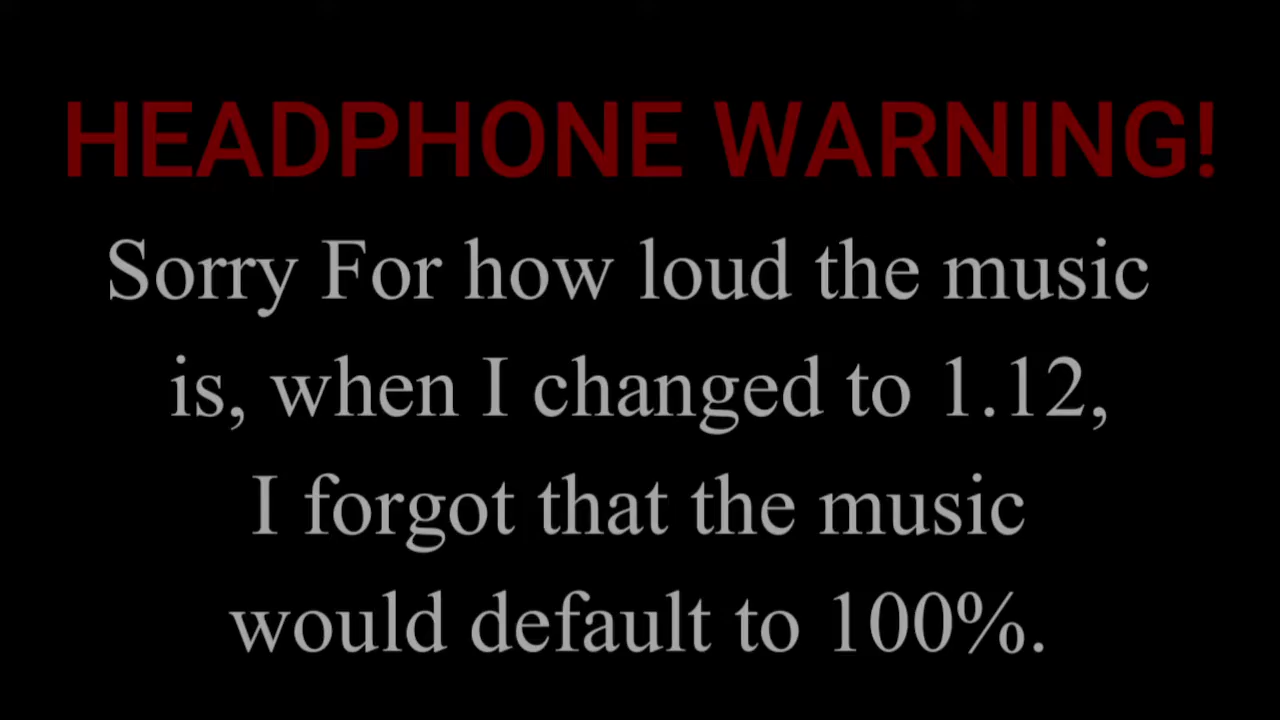 HEADPHONE WARNING!
Sorry For how loud the music
is, when I changed to 1.12,
I forgot that the music
would default to 100%.